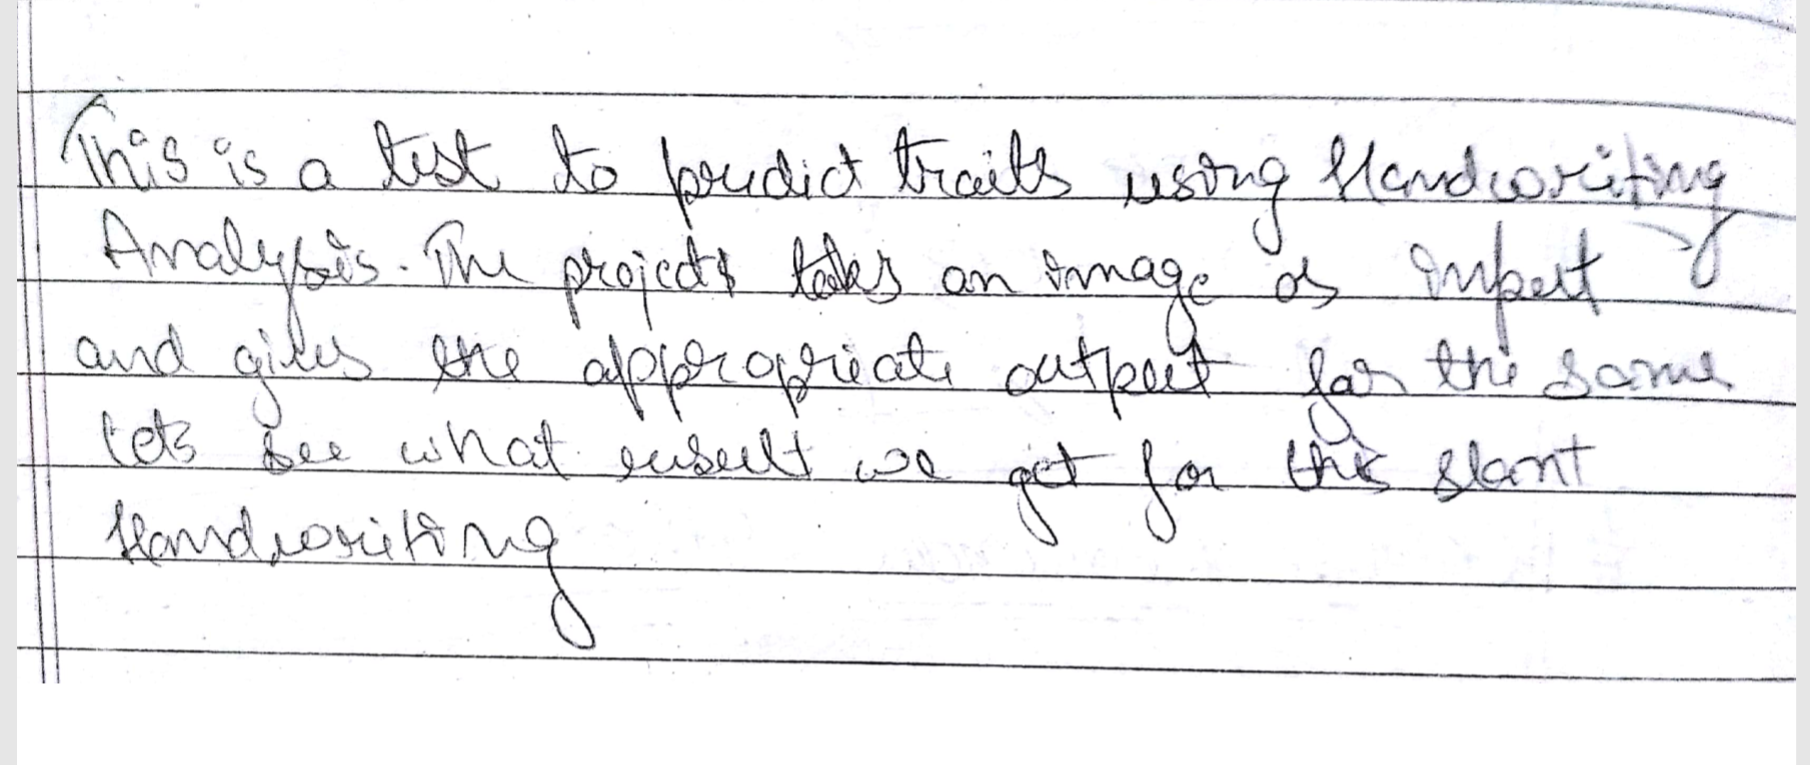 This is a test to predict traits using Handwriting
Analysis. The projects takes an image as input
and gives the appropriate output for the same
lets see what result we get for this slant
Handwriting